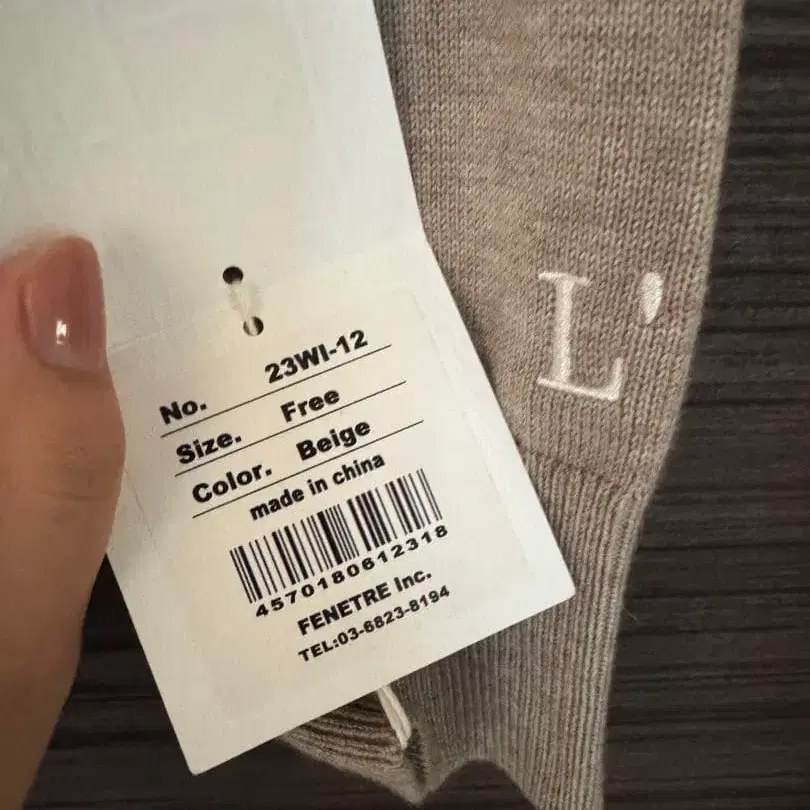 No. 23WI-12
Size. Free
Color. Beige
made in china
4570180612318
FENETRE Inc.
TEL:03-6823-8194
L'